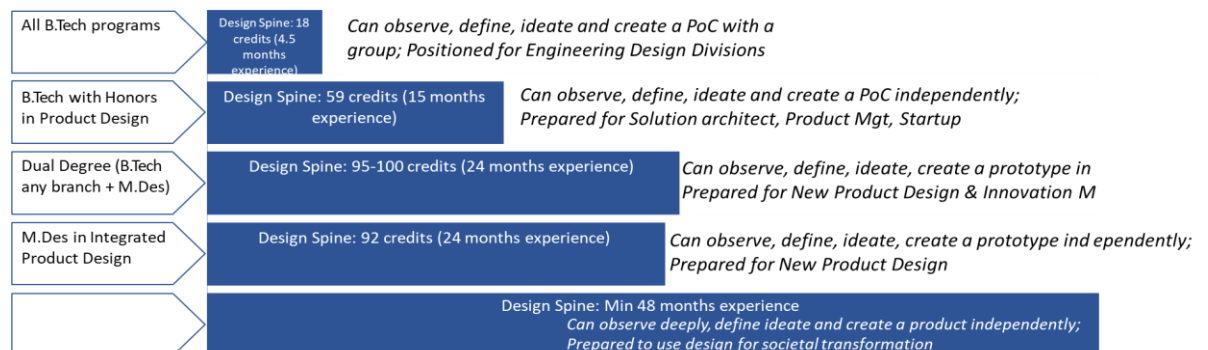 All B.Tech programs
Design Spine: 18
credits (4.5
months
experience)
Can observe, define, ideate and create a PoC with a
group; Positioned for Engineering Design Divisions
B.Tech with Honors
in Product Design
Design Spine: 59 credits (15 months
experience)
Can observe, define, ideate and create a PoC independently;
Prepared for Solution architect, Product Mgt, Startup
Dual Degree (B.Tech
any branch + M.Des)
Design Spine: 95-100 credits (24 months experience)
Can observe, define, ideate, create a prototype in
Prepared for New Product Design & Innovation M
M.Des in Integrated
Product Design
Design Spine: 92 credits (24 months experience)
Can observe, define, ideate, create a prototype ind ependently;
Prepared for New Product Design
Design Spine: Min 48 months experience
Can observe deeply, define ideate and create a product independently;
Prepared to use design for societal transformation